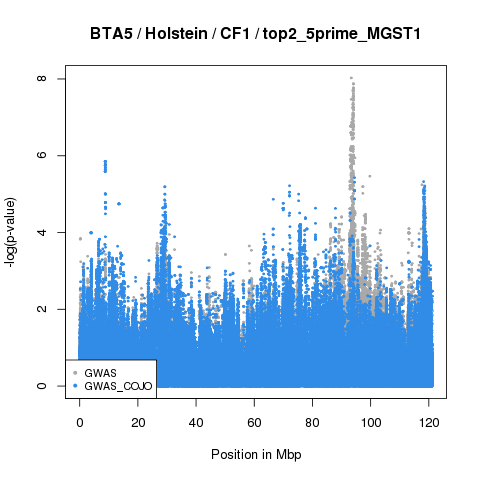 BTA5 / Holstein / CF1 / top2_5prime_MGST1
-log(p-value)
8
6
4
2
0
GWAS
GWAS_COJO
0 20 40 60 80 100 120
Position in Mbp